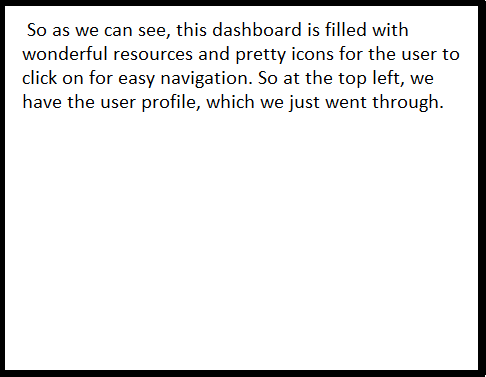 So as we can see, this dashboard is filled with
wonderful resources and pretty icons for the user to
click on for easy navigation. So at the top left, we
have the user profile, which we just went through.